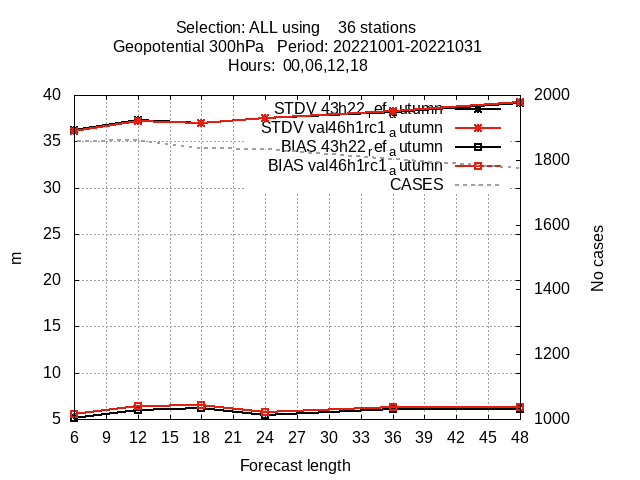 Selection: ALL using    36 stations
Geopotential 300hPa   Period: 20221001-20221031
Hours:  00,06,12,18
40
35
30
25
20
15
10
5
2000
1800
1600
1400
1200
1000
m
No cases
STDV 43h22_ref_autumn
STDV val46h1rc1_autumn
BIAS 43h22_ref_autumn
BIAS val46h1rc1_autumn
CASES
6 9 12 15 18 21 24 27 30 33 36 39 42 45 48
Forecast length